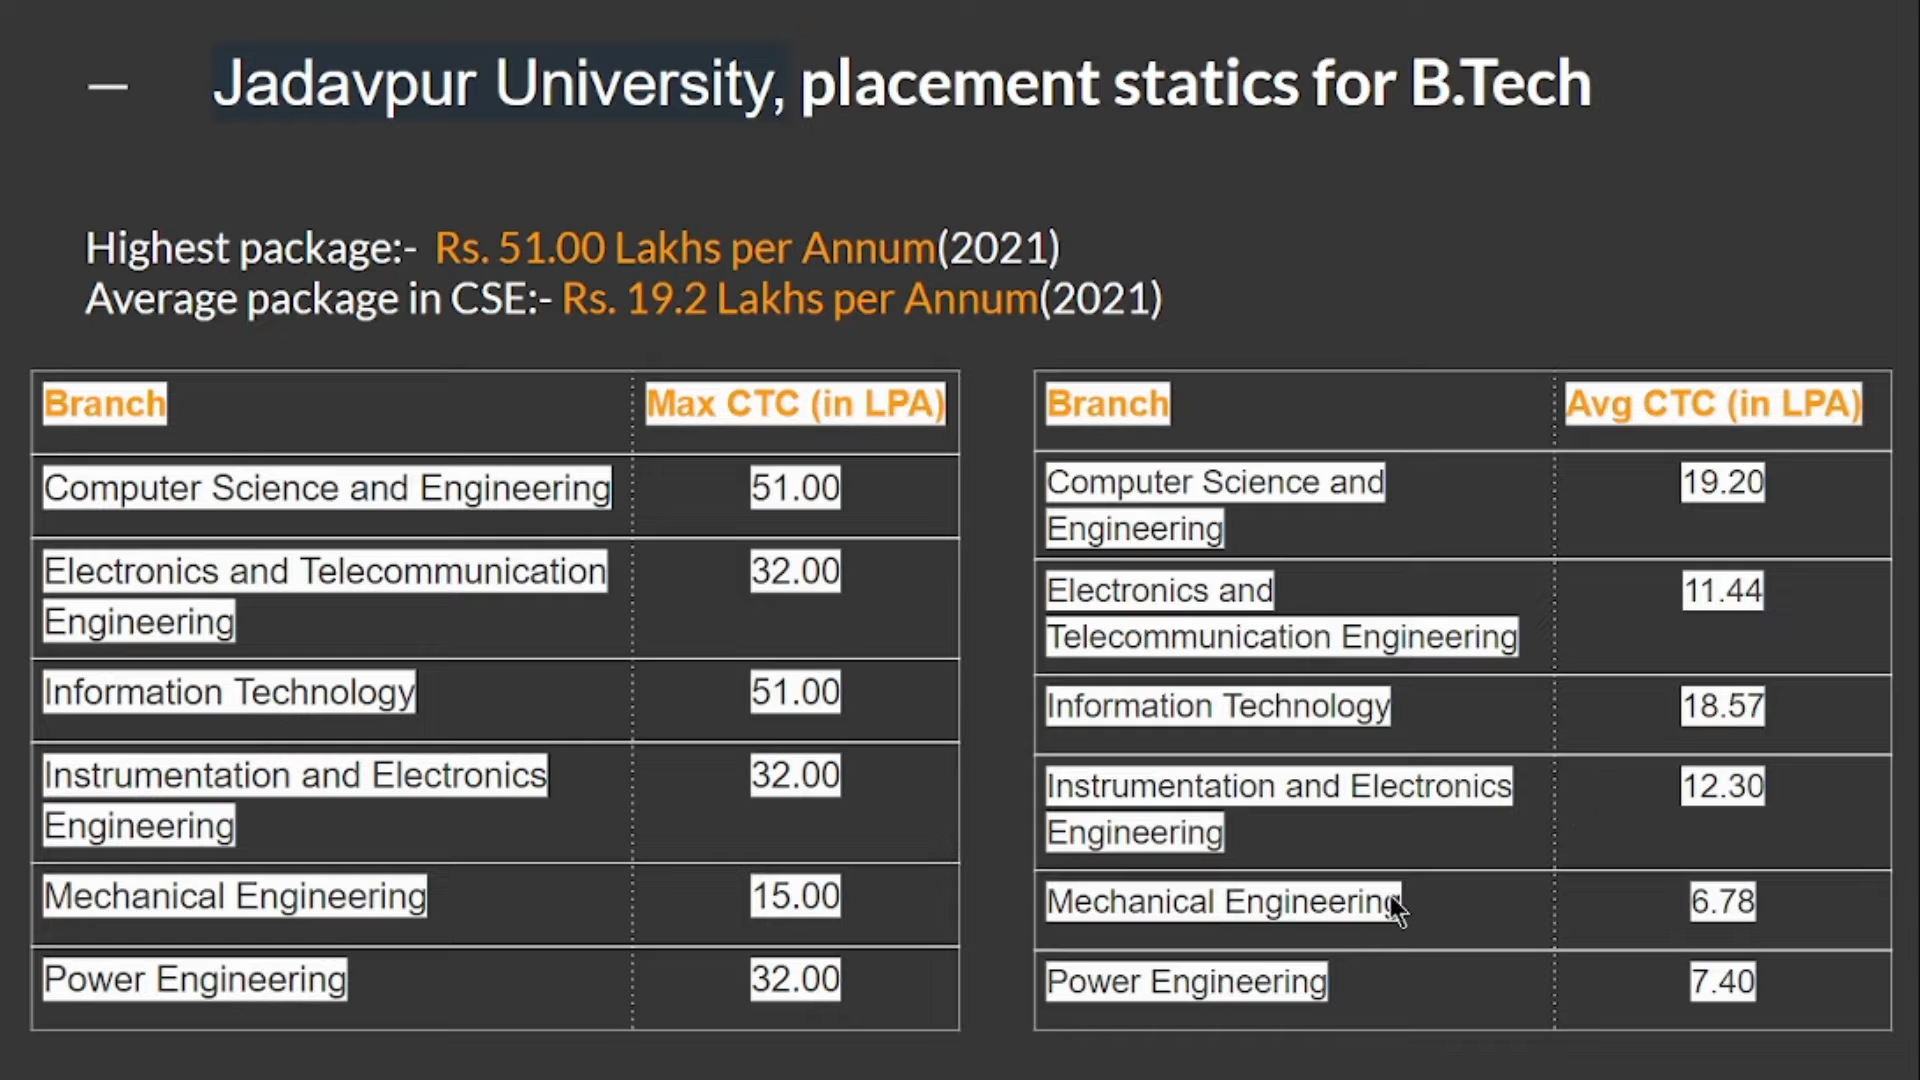 — Jadavpur University, placement statics for B.Tech
Highest package:- Rs. 51.00 Lakhs per Annum(2021)
Average package in CSE:- Rs. 19.2 Lakhs per Annum(2021)
Branch Max CTC (in LPA)
Computer Science and Engineering 51.00
Electronics and Telecommunication 32.00
Engineering
Information Technology 51.00
Instrumentation and Electronics 32.00
Engineering
Mechanical Engineering 15.00
Power Engineering 32.00
Branch Avg CTC (in LPA)
Computer Science and 19.20
Engineering
Electronics and 11.44
Telecommunication Engineering
Information Technology 18.57
Instrumentation and Electronics 12.30
Engineering
Mechanical Engineering 6.78
Power Engineering 7.40